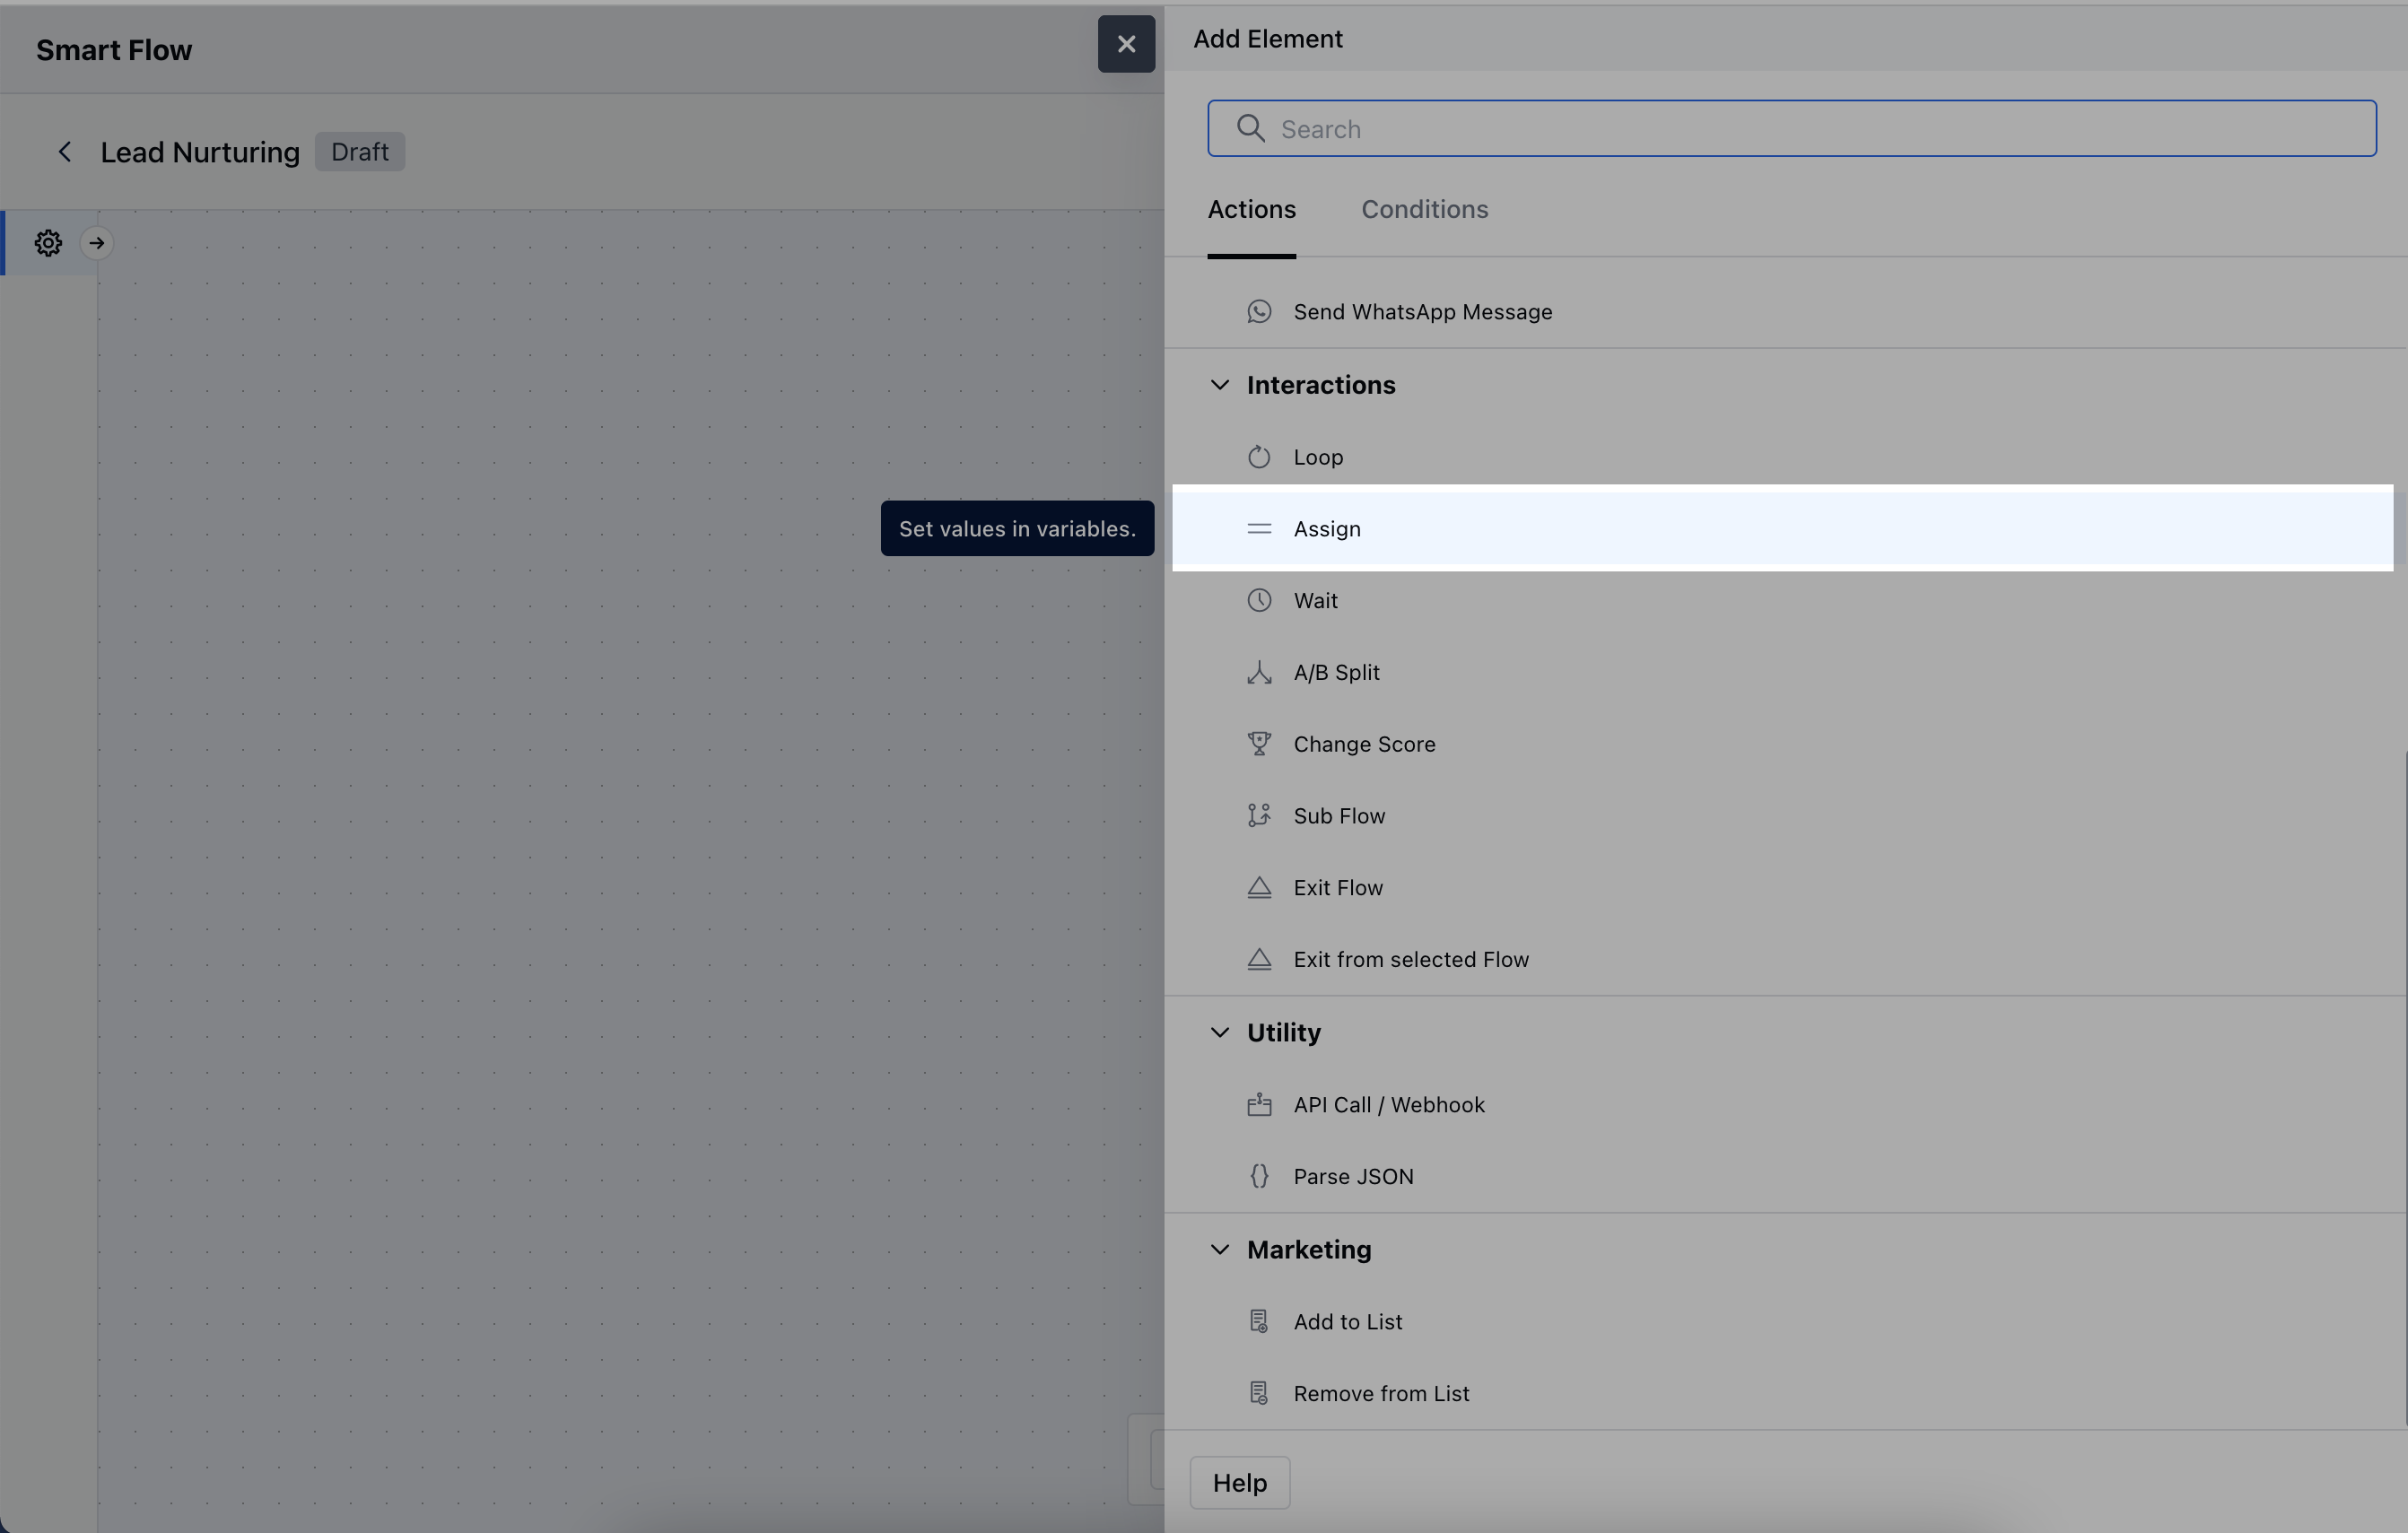 Smart Flow
Lead Nurturing
Draft
Set values in variables.
Add Element
Search
Actions
Conditions
Send WhatsApp Message
Interactions
Loop
Assign
Wait
A/B Split
Change Score
Sub Flow
Exit Flow
Exit from selected Flow
Utility
API Call / Webhook
Parse JSON
Marketing
Add to List
Remove from List
Help